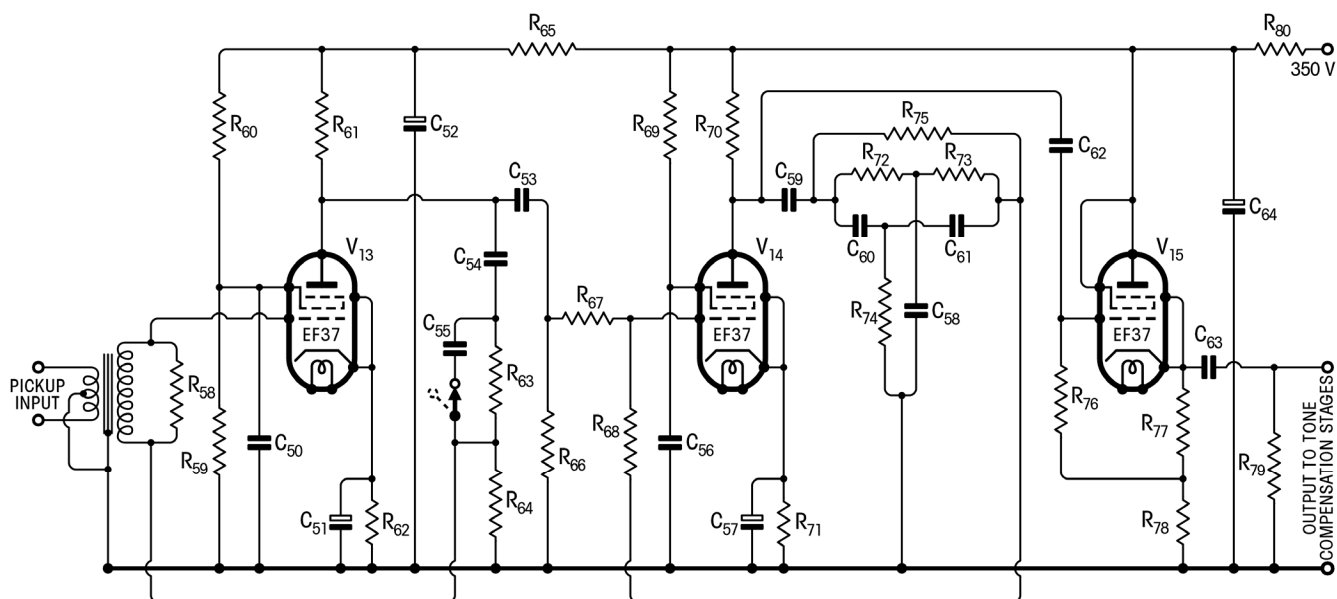 R65
R80
350 V
R60
R61
C52
R69
R70
R75
C62
R72
R73
C53
C59
C64
V13
C54
V14
C60
C61
V15
R67
R74
C58
EF37
EF37
EF37
C55
C63
PICKUP
INPUT
R58
R63
R76
R77
R59
C50
R66
R68
C56
R79
C51
R62
R64
C57
R71
R78
OUTPUT TO TONE
COMPENSATION STAGES